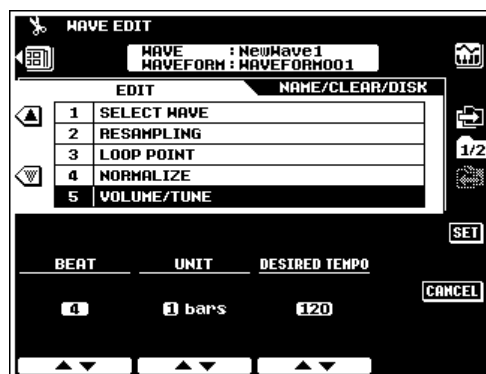 WAVE EDIT
WAVE : NewWave1
WAVEFORM : WAVEFORM001
EDIT NAME/CLEAR/DISK
1 SELECT WAVE
2 RESAMPLING
3 LOOP POINT
4 NORMALIZE
5 VOLUME/TUNE
1/2
SET
BEAT UNIT DESIRED TEMPO
CANCEL
4 1 bars 120